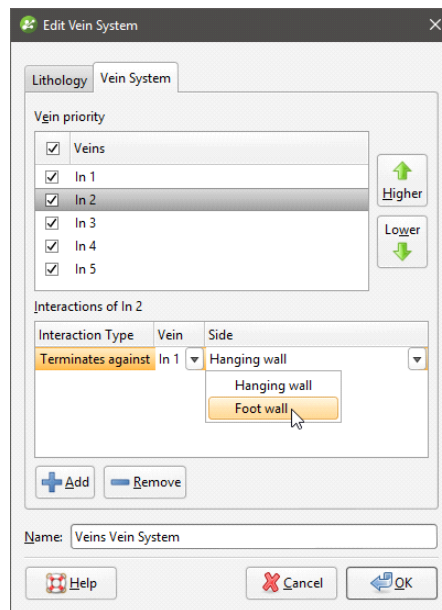 Edit Vein System
Lithology Vein System
Vein priority
Veins
In 1
In 2
In 3
In 4
In 5
Higher
Lower
Interactions of In 2
Interaction Type Vein Side
Terminates against In 1 Hanging wall
Hanging wall
Foot wall
Add Remove
Name: Veins Vein System
Help Cancel OK